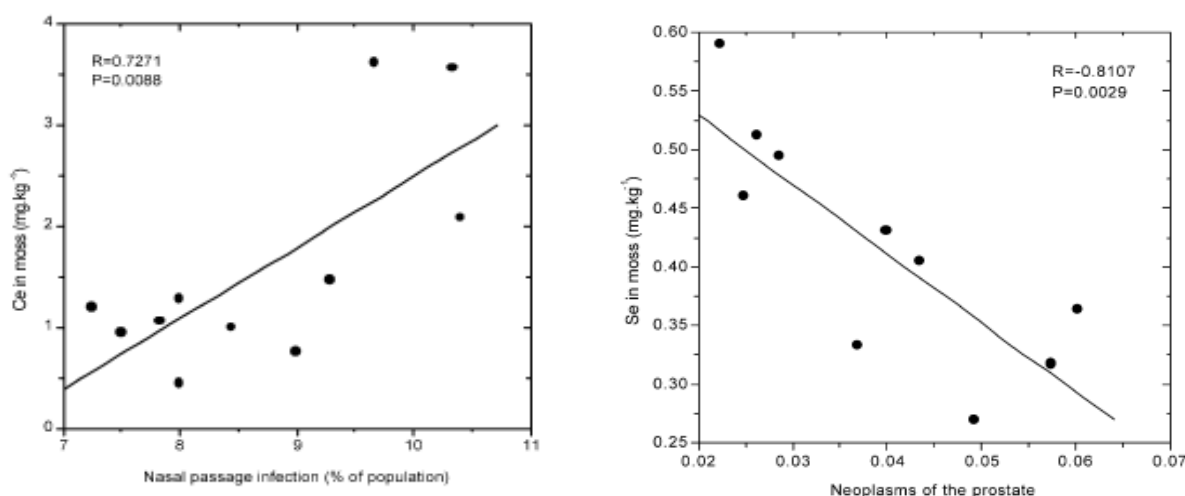 4
3
2
1
0
R=0.7271
P=0.0088
Ce in moss (mg.kg⁻¹)
7 8 9 10 11
Nasal passage infection (% of population)
0.60
0.55
0.50
0.45
0.40
0.35
0.30
0.25
R=-0.8107
P=0.0029
Se in moss (mg.kg⁻¹)
0.02 0.03 0.04 0.05 0.06 0.07
Neoplasms of the prostate